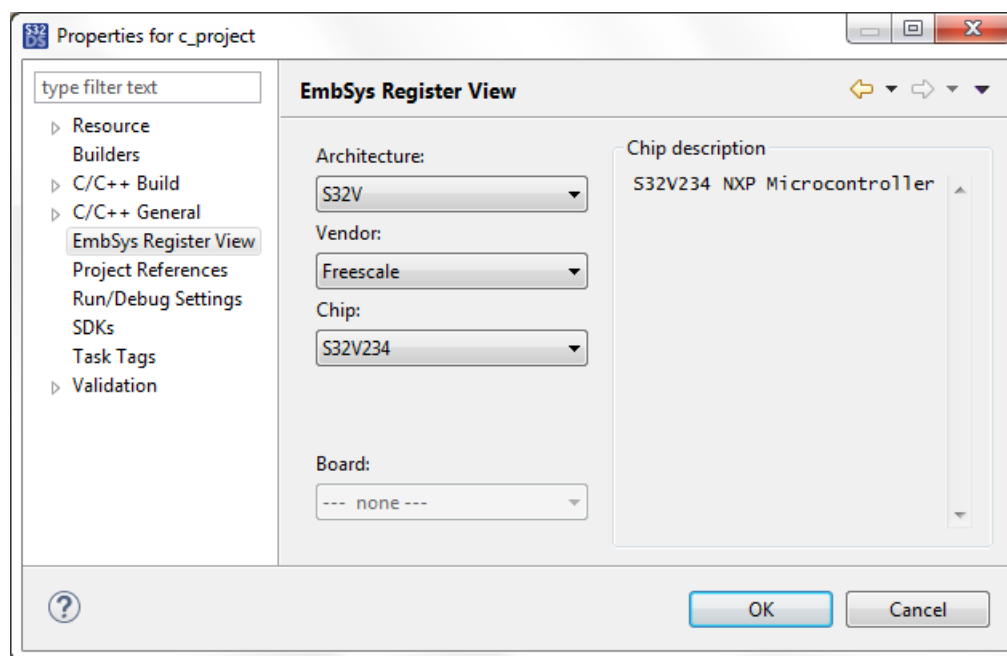 S32
DS
Properties for c_project
type filter text
Resource
Builders
C/C++ Build
C/C++ General
EmbSys Register View
Project References
Run/Debug Settings
SDKs
Task Tags
Validation
EmbSys Register View
Architecture:
S32V
Vendor:
Freescale
Chip:
S32V234
Board:
--- none ---
Chip description
S32V234 NXP Microcontroller
?
OK
Cancel